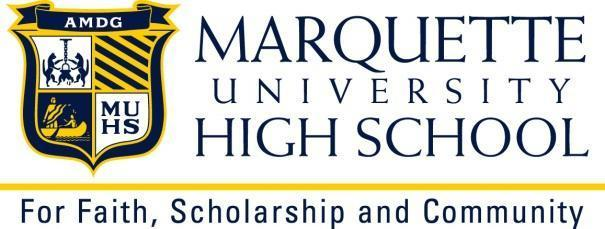 AMDG
MU
HS
MARQUETTE
UNIVERSITY
HIGH SCHOOL
For Faith, Scholarship and Community